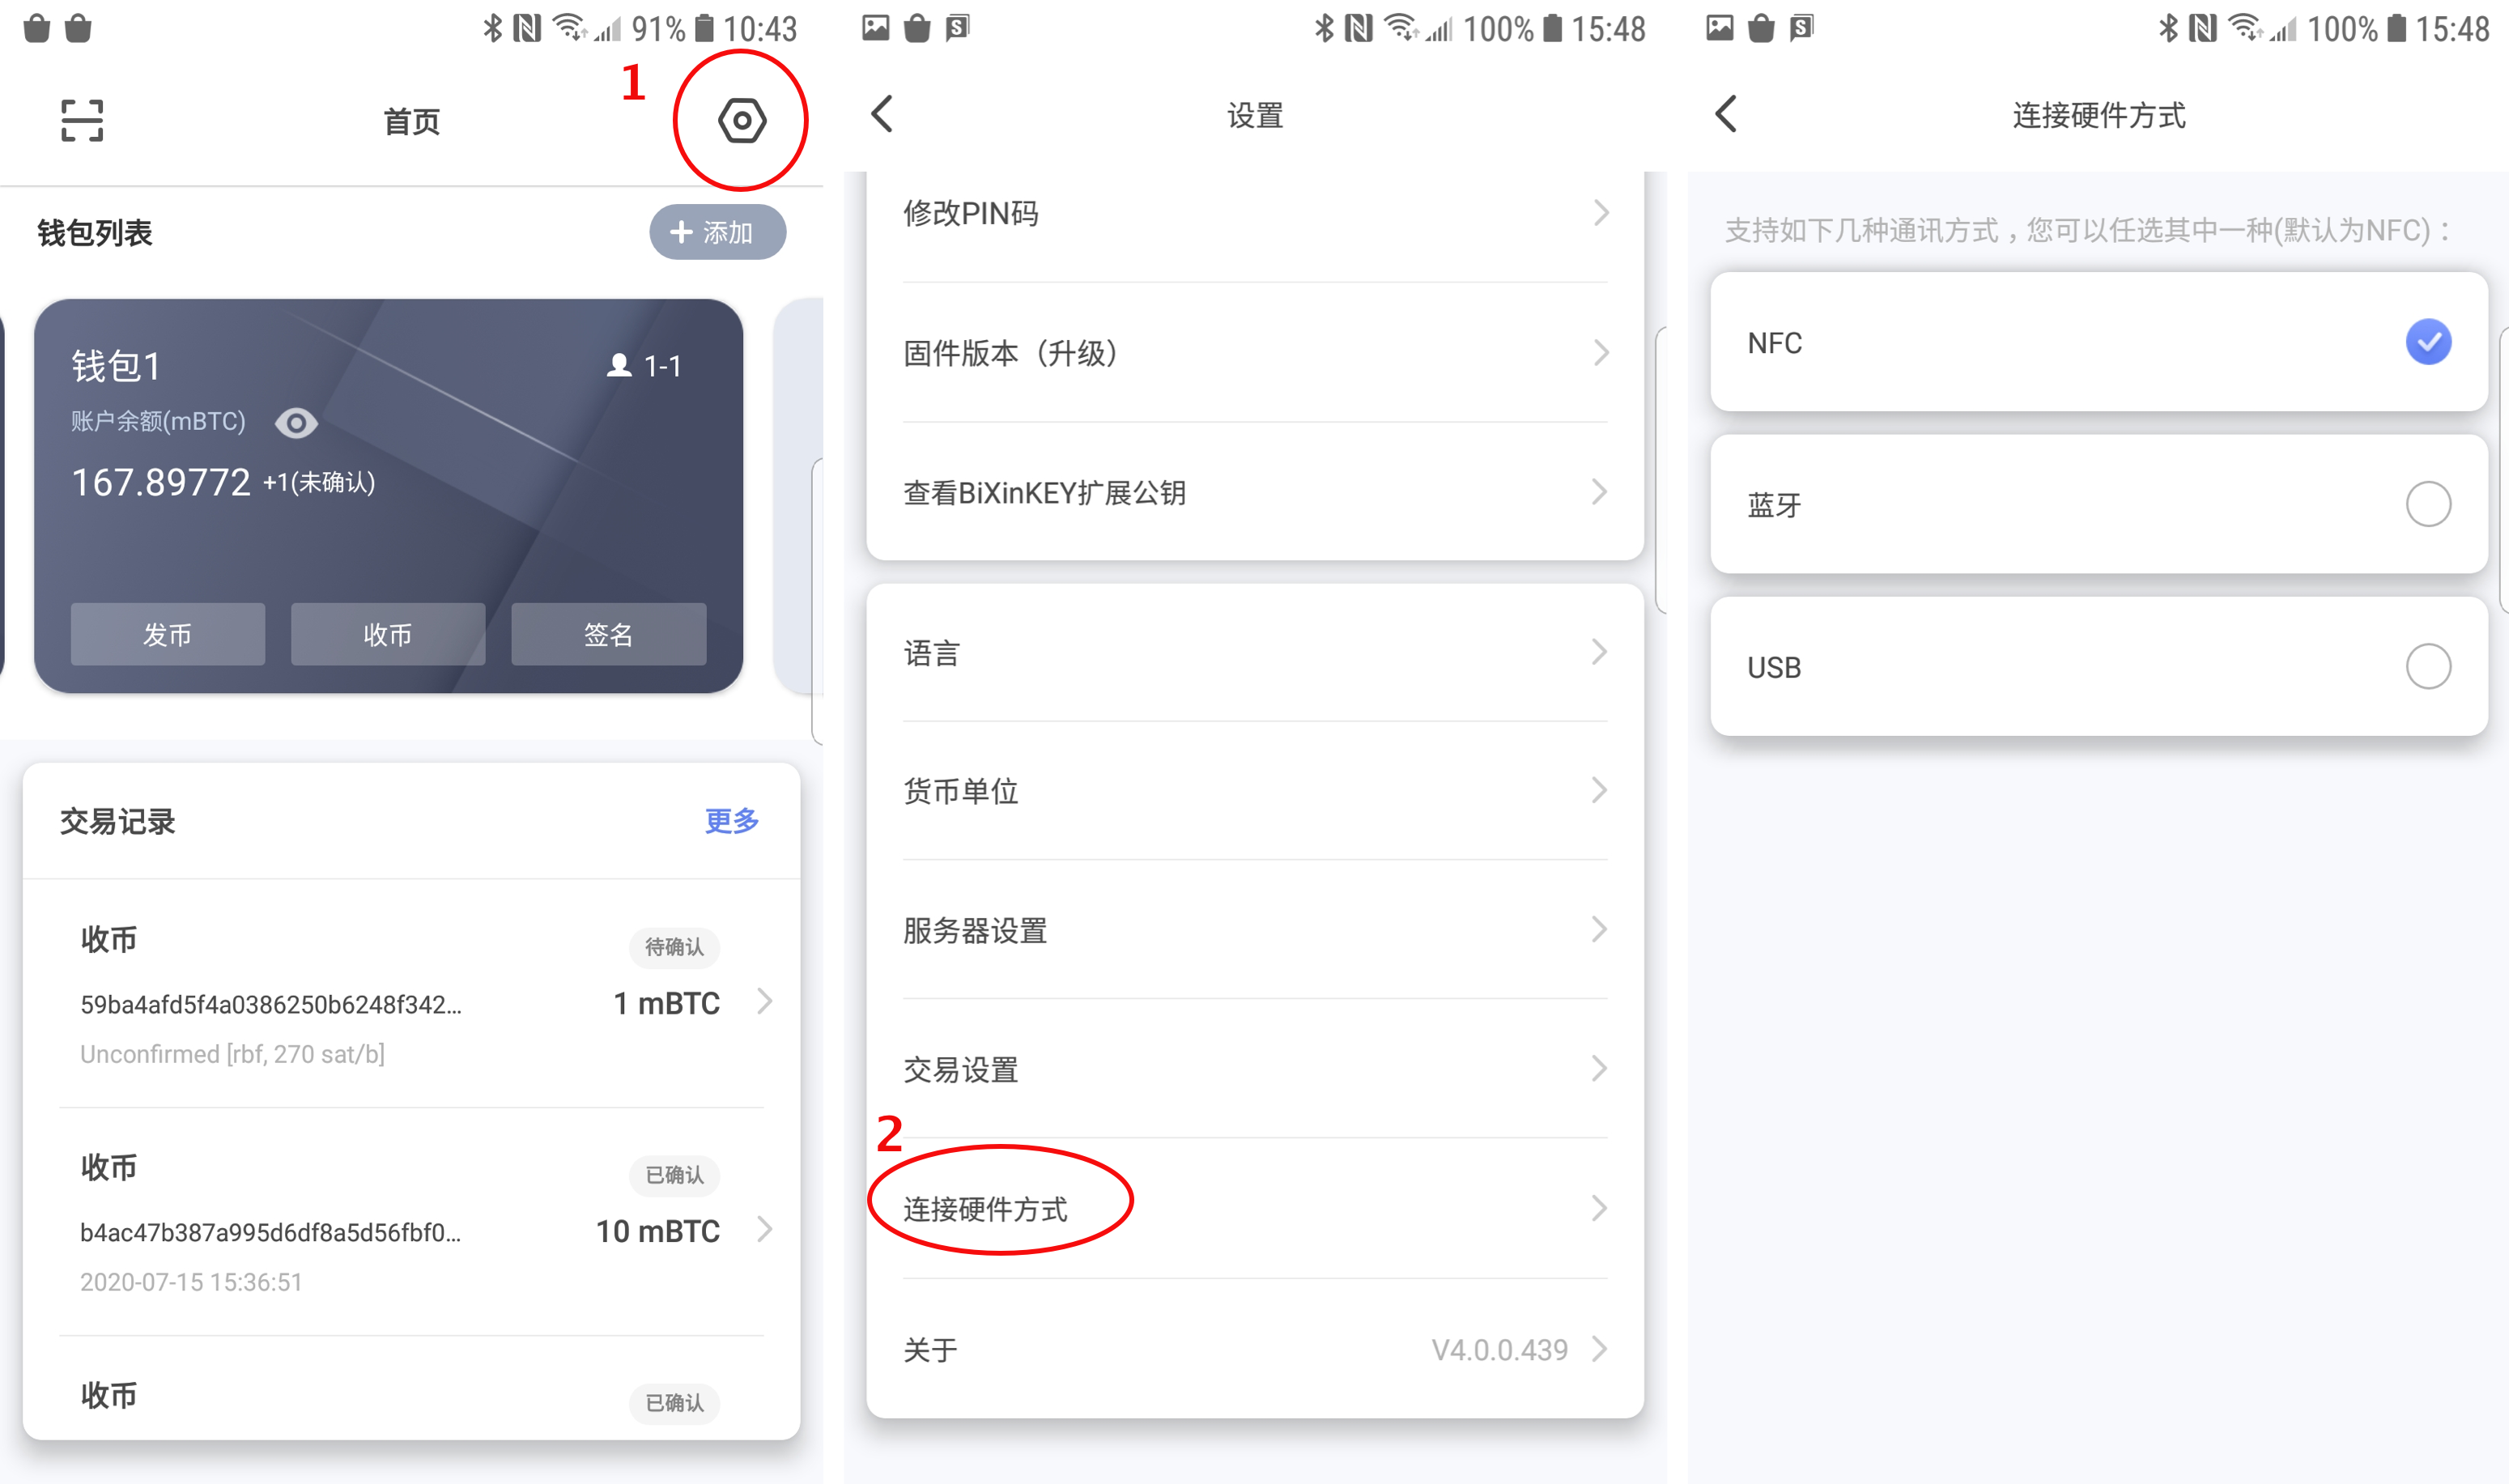 91% 10:43
1
首页
钱包列表
添加
钱包1
1-1
账户余额(mBTC)
167.89772 +1(未确认)
发币
收币
签名
交易记录
更多
收币
待确认
59ba4afd5f4a0386250b6248f342...
1 mBTC
Unconfirmed [rbf, 270 sat/b]
收币
已确认
b4ac47b387a995d6df8a5d56fbf0...
10 mBTC
2020-07-15 15:36:51
收币
已确认
S
100% 15:48
设置
修改PIN码
固件版本（升级）
查看BiXinKEY扩展公钥
语言
货币单位
服务器设置
交易设置
2
连接硬件方式
关于
V4.0.0.439
S
100% 15:48
连接硬件方式
支持如下几种通讯方式，您可以任选其中一种(默认为NFC)：
NFC
蓝牙
USB